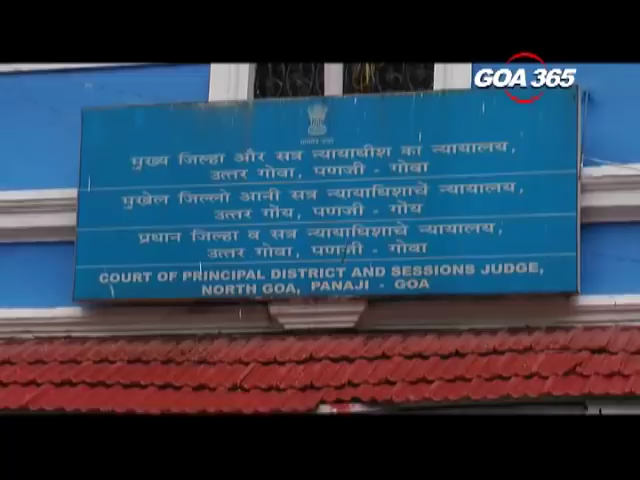 GOA 365
मुख्य जिल्हा और सत्र न्यायाधीश का न्यायालय,
उत्तर गोवा, पणजी - गोवा
मुखेल जिल्लो आनी सत्र न्यायाधिशाचें न्यायालय,
उत्तर गोंय, पणजी - गोंय
प्रधान जिल्हा व सत्र न्यायाधिशाचे न्यायालय,
उत्तर गोवा, पणजी - गोवा
COURT OF PRINCIPAL DISTRICT AND SESSIONS JUDGE,
NORTH GOA, PANAJI - GOA